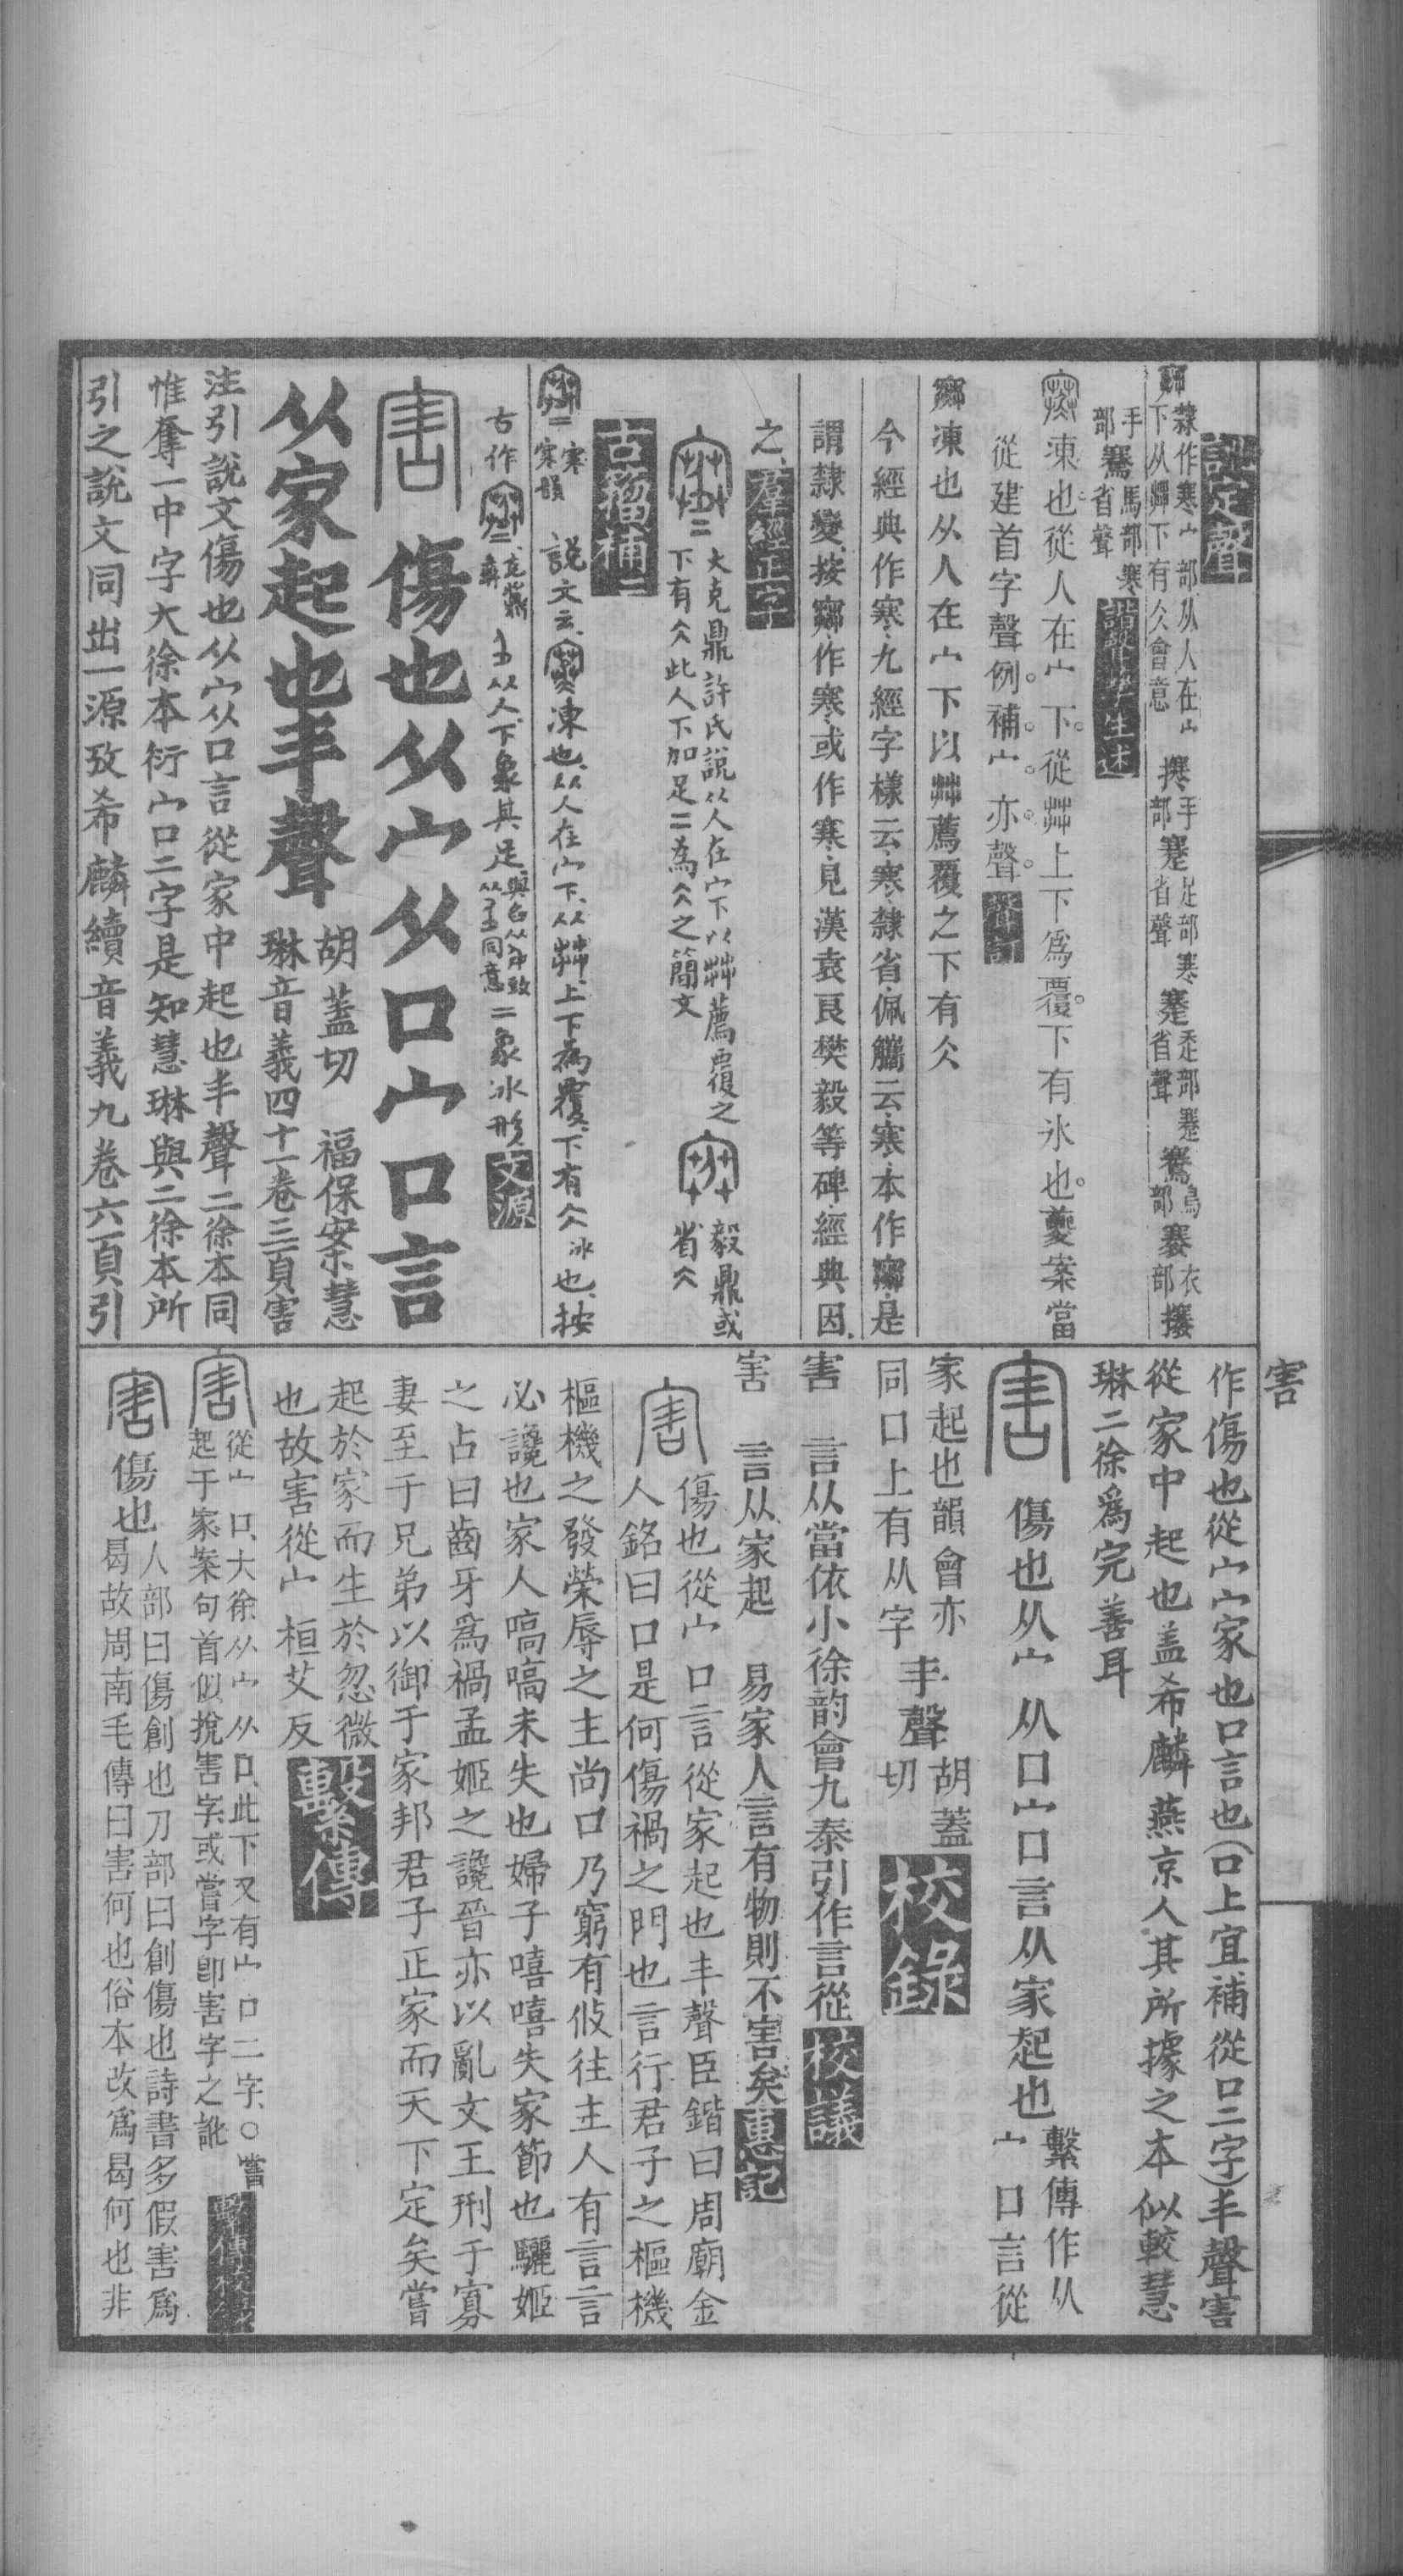 害
說定聲
隸作寒宀部从人在宀
下从茻下有仌會意
搴手部
蹇足部寒省聲
鶱鳥部
褰衣部
攓
手部
騫馬部寒省聲
諧聲孳生述
凍也從人在宀下從茻上下爲覆下有氷也夔案當
從建首字聲例補宀亦聲
凍也从人在宀下以茻薦覆之下有仌
今經典作寒九經字樣云寒隸省佩觿云寒本作𡫾是
謂隸變按𡫾作寒或作寒見漢袁良樊毅等碑經典因
之羣經正字
大克鼎許氏說从人在宀下以茻薦覆之
下有仌此人下加足二爲仌之簡文
毅鼎或
省仌
古籀補
寒
寒韻
說文云凍也从人在宀下从茻上下爲覆下有仌冰也按
古作
克鼎
彝
从人下象其足
二象冰形文源
害
傷也从宀从口宀口言
从家起也丯聲
胡蓋切
福保案慧
琳音義四十一卷三頁害
注引說文傷也从宀从口言從家中起也丯聲二徐本同
惟奪一中字大徐本衍宀口二字是知慧琳與二徐本所
引之說文同出一源攷希麟續音義九卷六頁引
作傷也從宀宀家也口言也(口上宜補從口二字)丯聲害
從家中起也蓋希麟燕京人其所據之本似較慧
琳二徐爲完善耳
害
傷也从宀从口宀口言从家起也
繫傳作从
宀口言從
家起也韻會亦
同口上有从字
丯聲
胡蓋
切
校錄
害
言从當依小徐韵會九泰引作言從校議
害
言从家起
易家人言有物則不害矣惠記
害
傷也從宀口言從家起也丯聲臣鍇曰周廟金
人銘曰口是何傷禍之門也言行君子之樞機
樞機之發榮辱之主尚口乃窮有攸往主人有言言
必讒也家人嗃嗃未失也婦子嘻嘻失家節也驪姬
之占曰齒牙爲禍孟姬之讒晉亦以亂文王刑于寡
妻至于兄弟以御于家邦君子正家而天下定矣嘗
起於家而生於忽微
也故害從宀桓艾反
繫傳
害
從宀口大徐从宀从口此下又有宀口二字○嘗
起于家案句首似挩害字或嘗字卽害字之訛
繫傳校錄
害
傷也
人部曰傷創也刀部曰創傷也詩書多假害爲
曷故周南毛傳曰害何也俗本改爲曷何也非